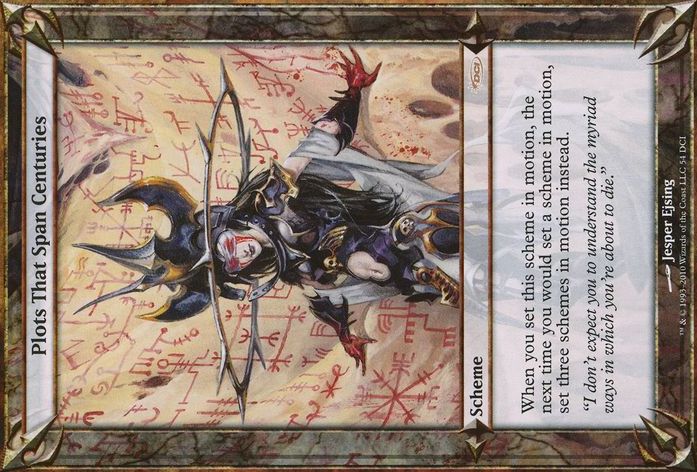 Plots That Span Centuries
Scheme
DCI
When you set this scheme in motion, the
next time you would set a scheme in motion,
set three schemes in motion instead.
"I don't expect you to understand the myriad
ways in which you're about to die."
Jesper Ejsing
™ & © 1993–2010 Wizards of the Coast LLC 54 DCI